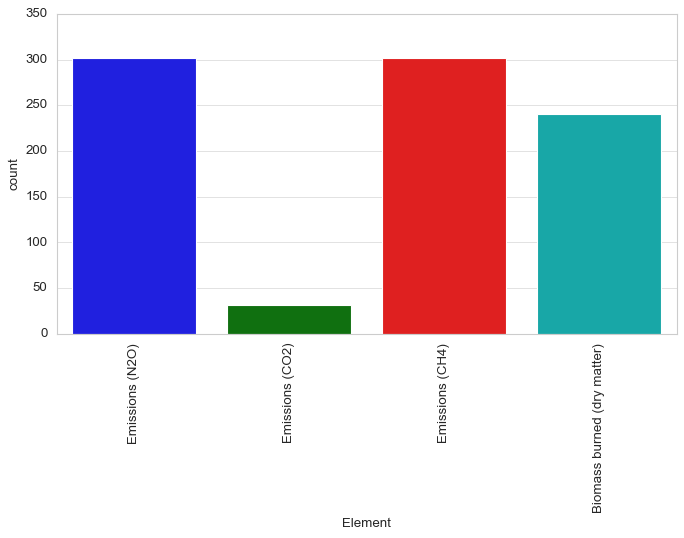 350
300
250
200
150
100
50
0
count
Emissions (N2O)
Emissions (CO2)
Emissions (CH4)
Biomass burned (dry matter)
Element